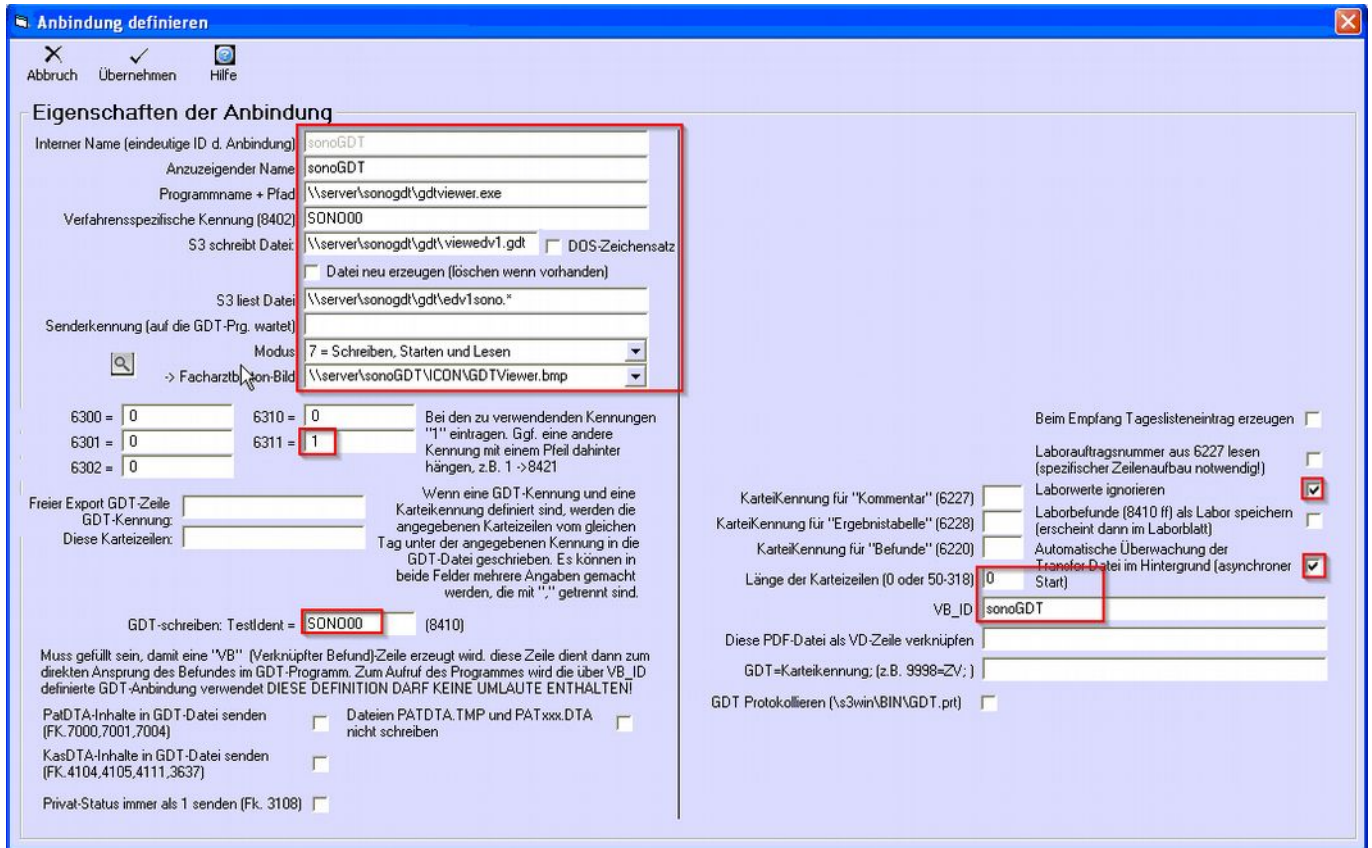 Anbindung definieren
Abbruch Übernehmen Hilfe
Eigenschaften der Anbindung
Interner Name (eindeutige ID d. Anbindung) sonoGDT
Anzuzeigender Name sonoGDT
Programmname + Pfad \\server\sonogdt\gdtviewer.exe
Verfahrensspezifische Kennung (8402) SONO00
S3 schreibt Datei: \\server\sonogdt\gdt\viewedv1.gdt DOS-Zeichensatz
Datei neu erzeugen (löschen wenn vorhanden)
S3 liest Datei \\server\sonogdt\gdt\edv1sono.*
Senderkennung (auf die GDT-Prg. wartet)
Modus 7 = Schreiben, Starten und Lesen
-> Facharztbutton-Bild \\server\sonoGDT\ICON\GDTViewer.bmp
6300 = 0 6310 = 0
6301 = 0 6311 = 1
6302 = 0
Bei den zu verwendenden Kennungen
"1" eintragen. Ggf. eine andere
Kennung mit einem Pfeil dahinter
hängen, z.B. 1 ->8421
Freier Export GDT-Zeile
GDT-Kennung:
Diese Karteizeilen:
Wenn eine GDT-Kennung und eine
Karteikennung definiert sind, werden die
angegebenen Karteizeilen vom gleichen
Tag unter der angegebenen Kennung in die
GDT-Datei geschrieben. Es können in
beide Felder mehrere Angaben gemacht
werden, die mit "," getrennt sind.
GDT-schreiben: TestIdent = SONO00 (8410)
Muss gefüllt sein, damit eine "VB" (Verknüpfter Befund)-Zeile erzeugt wird. diese Zeile dient dann zum
direkten Ansprung des Befundes im GDT-Programm. Zum Aufruf des Programmes wird die über VB_ID
definierte GDT-Anbindung verwendet DIESE DEFINITION DARF KEINE UMLAUTE ENTHALTEN!
PatDTA-Inhalte in GDT-Datei senden
(FK.7000,7001,7004)
Dateien PATDTA.TMP und PATxxx.DTA
nicht schreiben
KasDTA-Inhalte in GDT-Datei senden
(FK.4104,4105,4111,3637)
Privat-Status immer als 1 senden (Fk. 3108)
Beim Empfang Tageslisteneintrag erzeugen
Laborauftragsnummer aus 6227 lesen
(spezifischer Zeilenaufbau notwendig!)
KarteiKennung für "Kommentar" (6227)
Laborwerte ignorieren
KarteiKennung für "Ergebnistabelle" (6228)
Laborbefunde (8410 ff) als Labor speichern
(erscheint dann im Laborblatt)
KarteiKennung für "Befunde" (6220)
Automatische Überwachung der
Transfer-Datei im Hintergrund (asynchroner
Start)
Länge der Karteizeilen (0 oder 50-318) 0
VB_ID sonoGDT
Diese PDF-Datei als VD-Zeile verknüpfen
GDT=Karteikennung; (z.B. 9998=ZV; )
GDT Protokollieren (\s3win\BIN\GDT.prt)